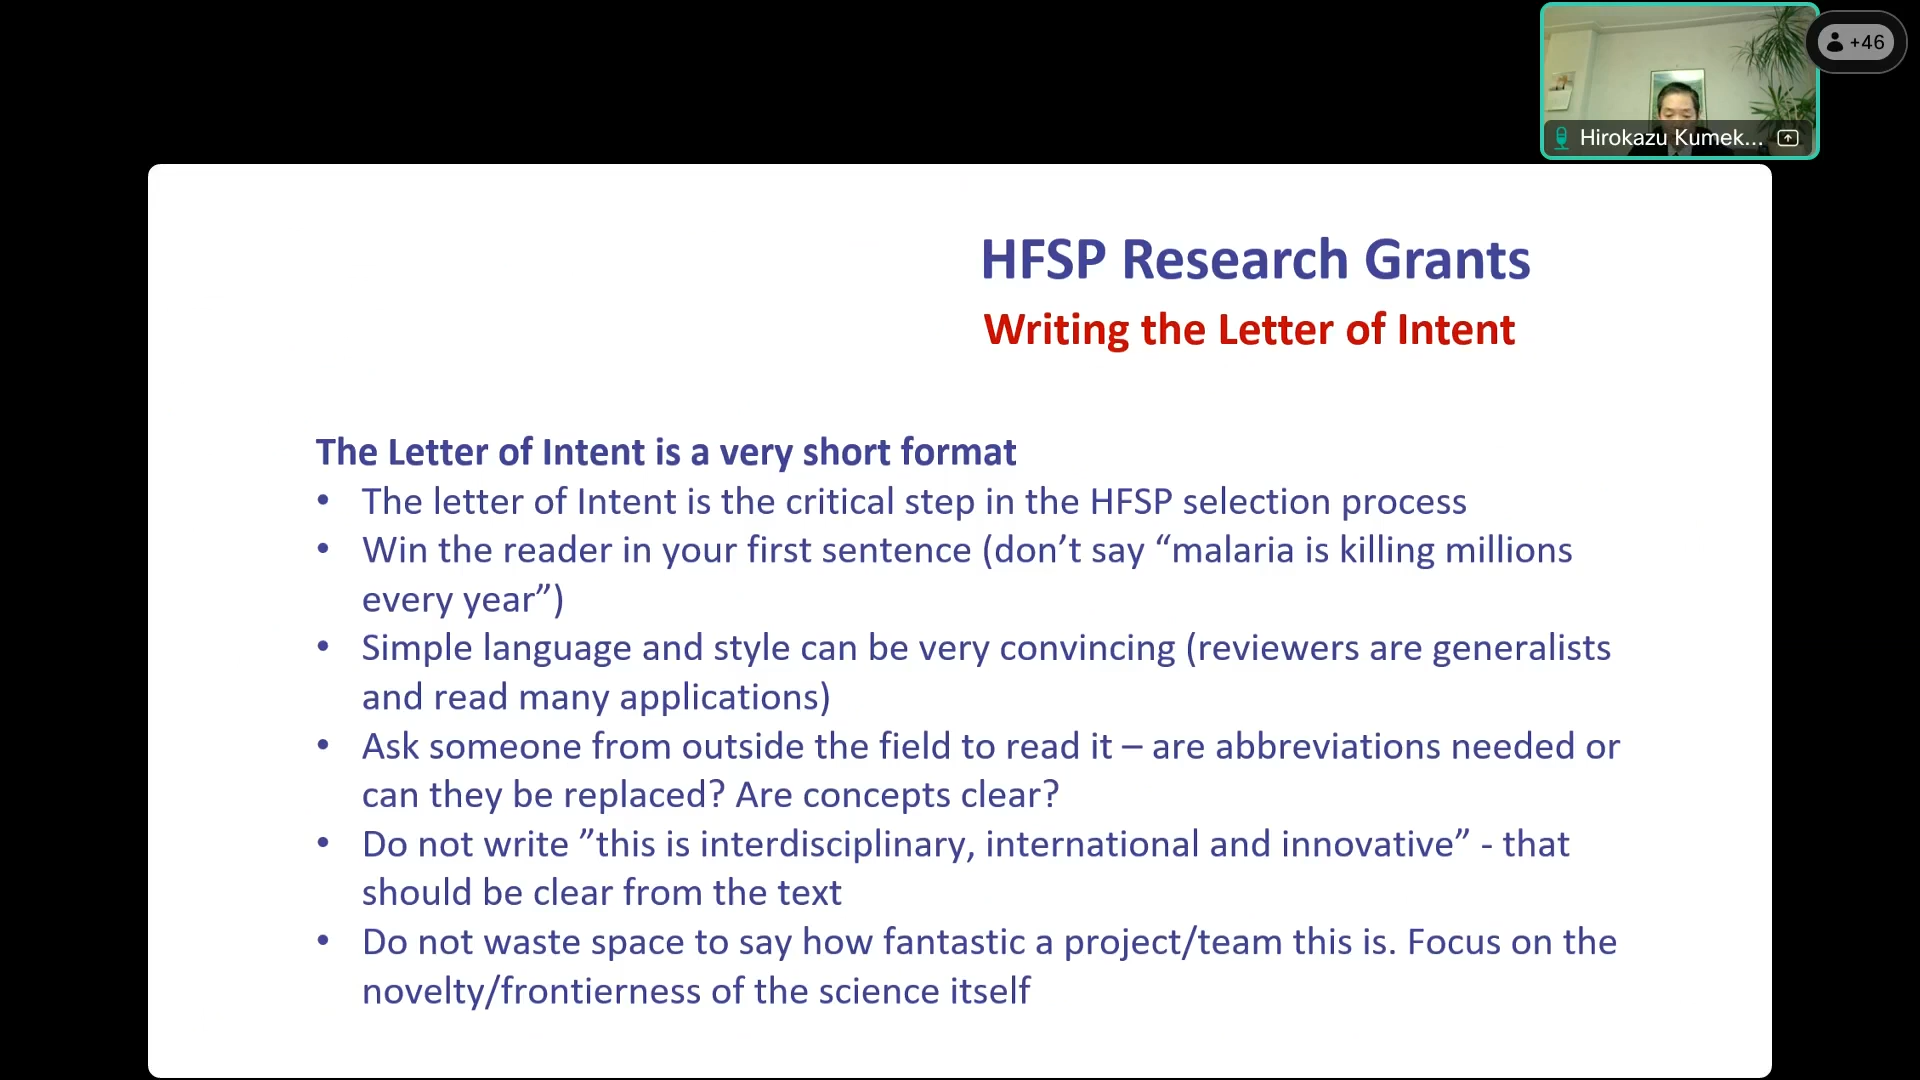 +46
Hirokazu Kumek...
HFSP Research Grants
Writing the Letter of Intent
The Letter of Intent is a very short format
• The letter of Intent is the critical step in the HFSP selection process
• Win the reader in your first sentence (don’t say “malaria is killing millions
every year”)
• Simple language and style can be very convincing (reviewers are generalists
and read many applications)
• Ask someone from outside the field to read it – are abbreviations needed or
can they be replaced? Are concepts clear?
• Do not write ”this is interdisciplinary, international and innovative” - that
should be clear from the text
• Do not waste space to say how fantastic a project/team this is. Focus on the
novelty/frontierness of the science itself